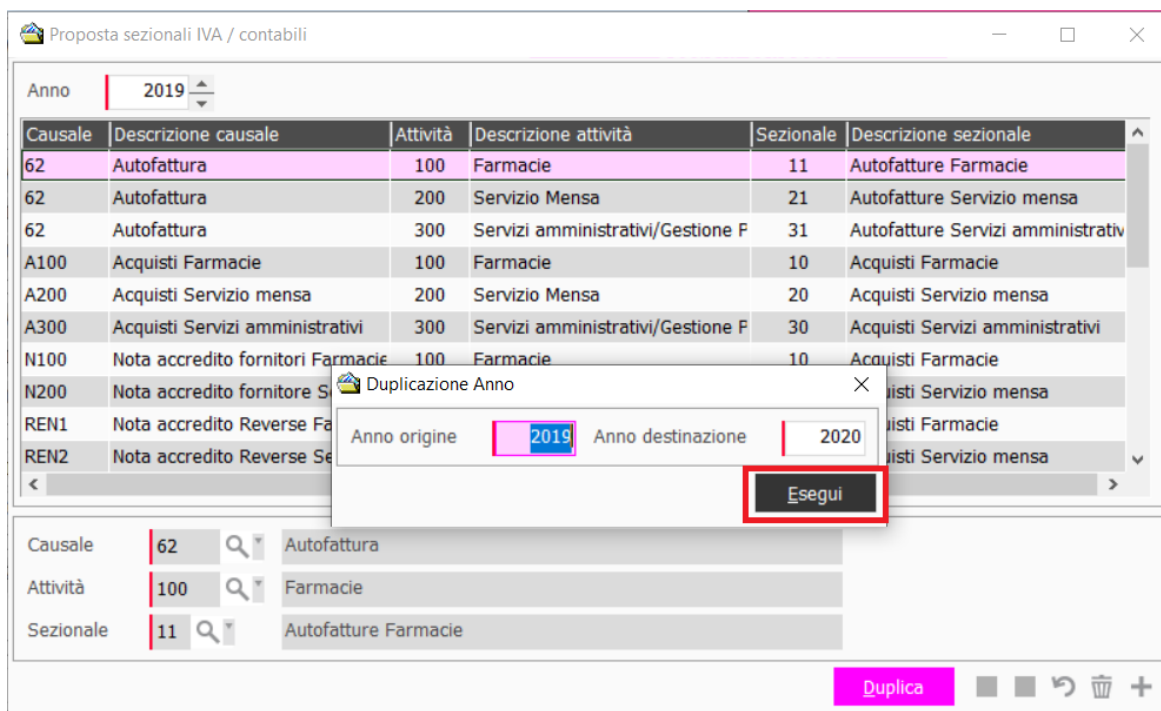 Proposta sezionali IVA / contabili
Anno 2019
Causale Descrizione causale Attività Descrizione attività Sezionale Descrizione sezionale
62 Autofattura 100 Farmacie 11 Autofatture Farmacie
62 Autofattura 200 Servizio Mensa 21 Autofatture Servizio mensa
62 Autofattura 300 Servizi amministrativi/Gestione P 31 Autofatture Servizi amministrativ
A100 Acquisti Farmacie 100 Farmacie 10 Acquisti Farmacie
A200 Acquisti Servizio mensa 200 Servizio Mensa 20 Acquisti Servizio mensa
A300 Acquisti Servizi amministrativi 300 Servizi amministrativi/Gestione P 30 Acquisti Servizi amministrativi
N100 Nota accredito fornitori Farmacie 100 Farmacie 10 Acquisti Farmacie
N200 Nota accredito fornitore S uisti Servizio mensa
REN1 Nota accredito Reverse Fa uisti Farmacie
REN2 Nota accredito Reverse Se uisti Servizio mensa
Duplicazione Anno
Anno origine 2019 Anno destinazione 2020
Esegui
Causale 62 Autofattura
Attività 100 Farmacie
Sezionale 11 Autofatture Farmacie
Duplica